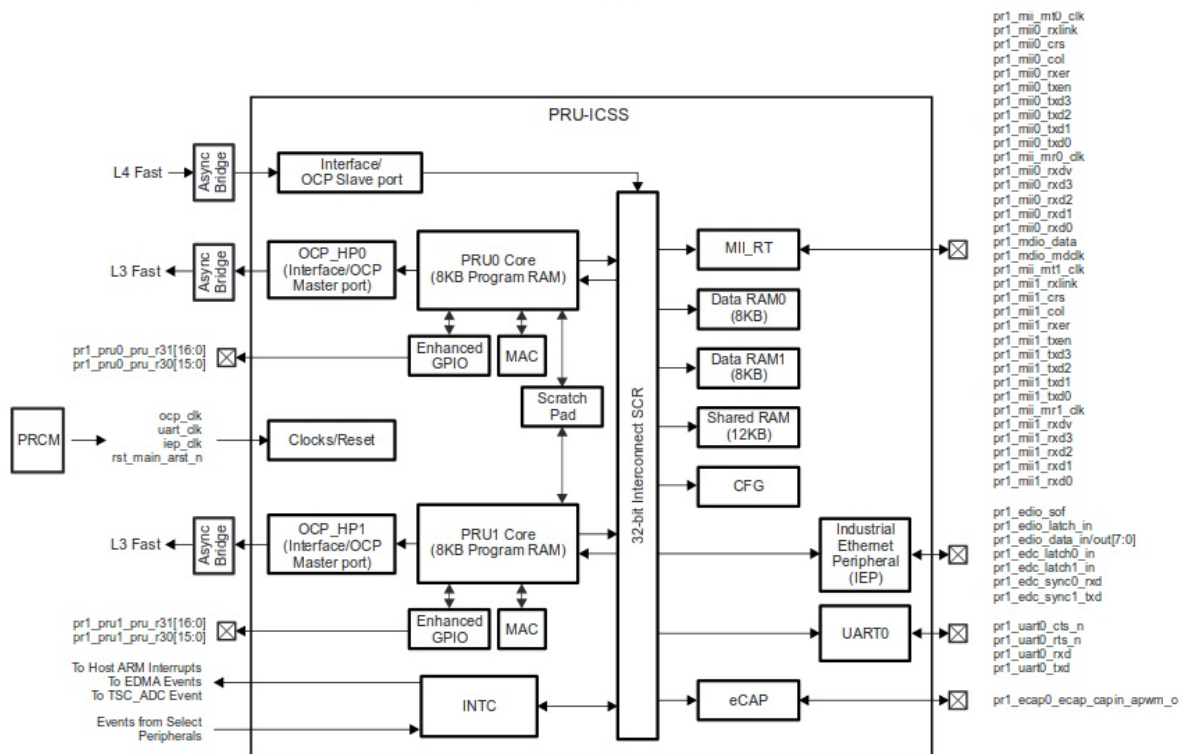 pr1_mii_mt0_clk
pr1_mii0_rxlink
pr1_mii0_crs
pr1_mii0_col
pr1_mii0_rxer
pr1_mii0_txen
pr1_mii0_txd3
pr1_mii0_txd2
pr1_mii0_txd1
pr1_mii0_txd0
pr1_mii_mr0_clk
pr1_mii0_rxdv
pr1_mii0_rxd3
pr1_mii0_rxd2
pr1_mii0_rxd1
pr1_mii0_rxd0
pr1_mdio_data
pr1_mdio_mdclk
pr1_mii_mt1_clk
pr1_mii1_rxlink
pr1_mii1_crs
pr1_mii1_col
pr1_mii1_rxer
pr1_mii1_txen
pr1_mii1_txd3
pr1_mii1_txd2
pr1_mii1_txd1
pr1_mii1_txd0
pr1_mii_mr1_clk
pr1_mii1_rxdv
pr1_mii1_rxd3
pr1_mii1_rxd2
pr1_mii1_rxd1
pr1_mii1_rxd0
PRU-ICSS
L4 Fast
Async
Bridge
Interface/
OCP Slave port
L3 Fast
Async
Bridge
OCP_HP0
(Interface/OCP
Master port)
PRU0 Core
(8KB Program RAM)
MII_RT
Data RAM0
(8KB)
pr1_pru0_pru_r31[16:0]
pr1_pru0_pru_r30[15:0]
Enhanced
GPIO
MAC
Data RAM1
(8KB)
Scratch
Pad
Shared RAM
(12KB)
PRCM
ocp_clk
uart_clk
iep_clk
rst_main_arst_n
Clocks/Reset
32-bit Interconnect SCR
CFG
L3 Fast
Async
Bridge
OCP_HP1
(Interface/OCP
Master port)
PRU1 Core
(8KB Program RAM)
Industrial
Ethernet
Peripheral
(IEP)
pr1_edio_sof
pr1_edio_latch_in
pr1_edio_data_in/out[7:0]
pr1_edc_latch0_in
pr1_edc_latch1_in
pr1_edc_sync0_rxd
pr1_edc_sync1_txd
pr1_pru1_pru_r31[16:0]
pr1_pru1_pru_r30[15:0]
Enhanced
GPIO
MAC
UART0
pr1_uart0_cts_n
pr1_uart0_rts_n
pr1_uart0_rxd
pr1_uart0_txd
To Host ARM Interrupts
To EDMA Events
To TSC_ADC Event
Events from Select
Peripherals
INTC
eCAP
pr1_ecap0_ecap_capin_apwm_o